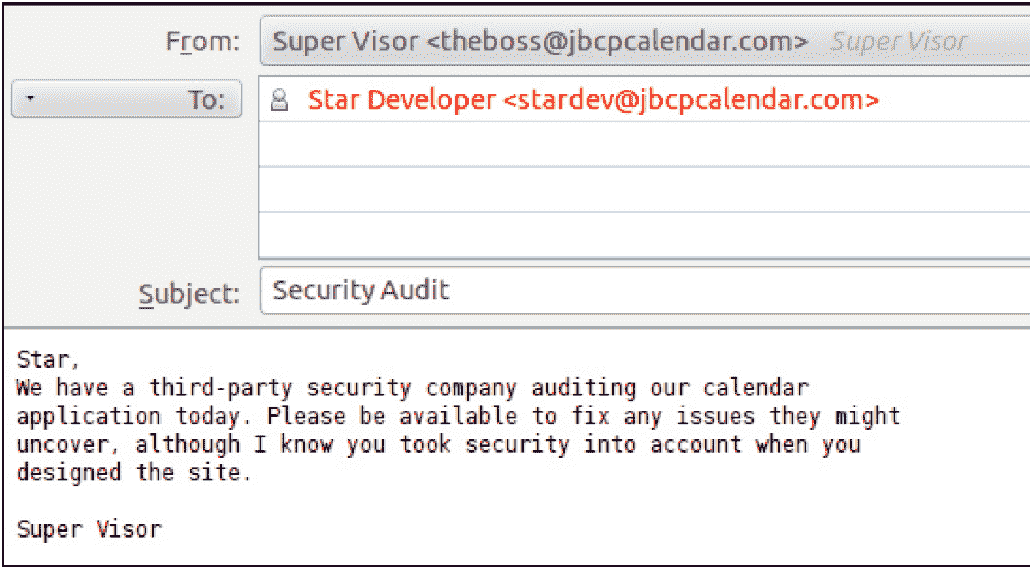 From: Super Visor <theboss@jbcpcalendar.com> Super Visor
To: Star Developer <stardev@jbcpcalendar.com>
Subject: Security Audit
Star,
We have a third-party security company auditing our calendar
application today. Please be available to fix any issues they might
uncover, although I know you took security into account when you
designed the site.
Super Visor